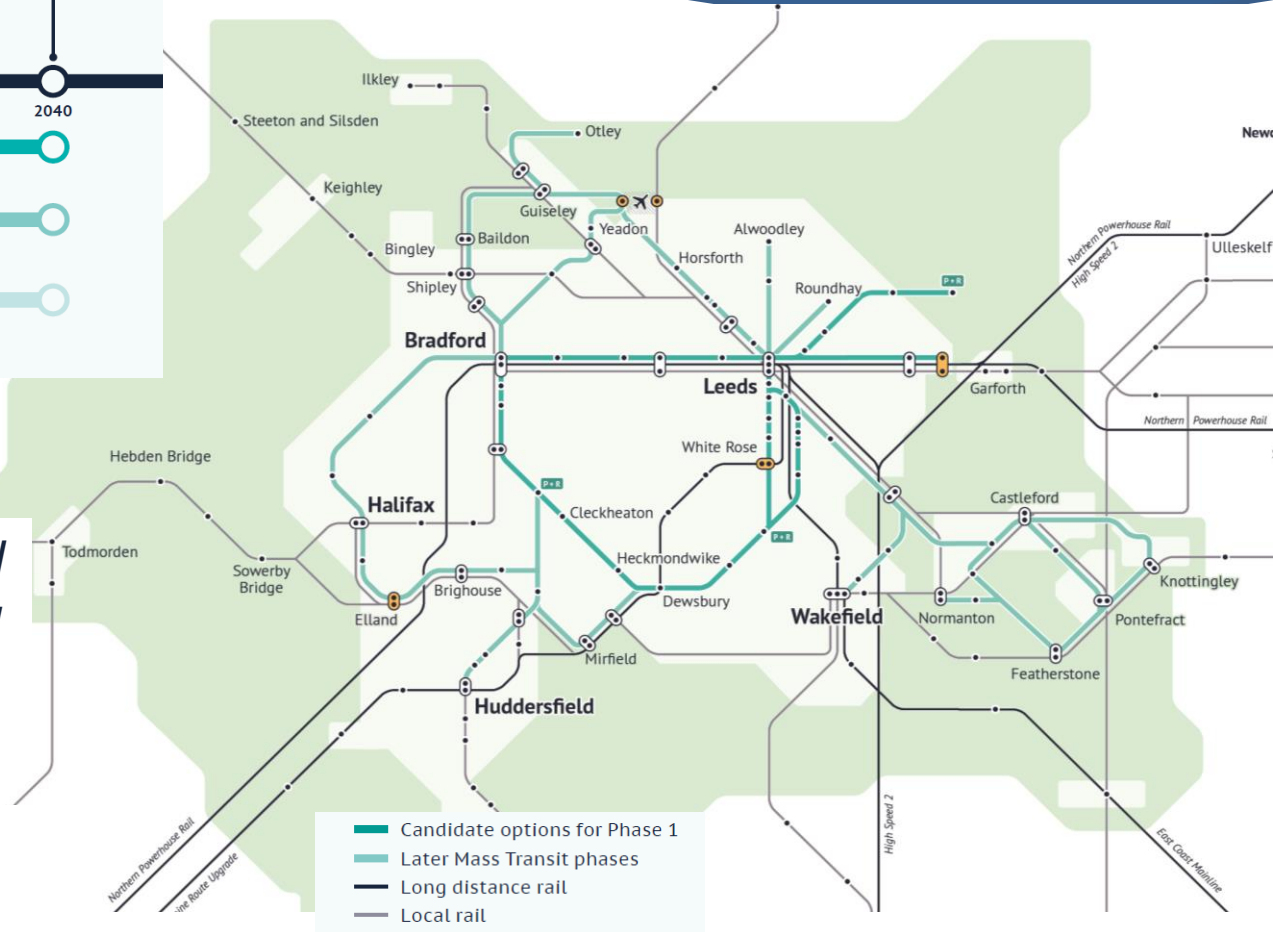 2040
Ilkley
Otley
Steeton and Silsden
Keighley
Guiseley
Yeadon
Alwoodley
Baildon
Bingley
Horsforth
Northern Powerhouse Rail
High Speed 2
Ulleskelf
Shipley
Roundhay
P+R
Bradford
Leeds
Garforth
Northern Powerhouse Rail
White Rose
Hebden Bridge
P+R
Castleford
Halifax
Cleckheaton
P+R
Todmorden
Heckmondwike
Sowerby
Bridge
Brighouse
Knottingley
Elland
Dewsbury
Wakefield
Normanton
Pontefract
Mirfield
Featherstone
Huddersfield
High Speed 2
Northern Powerhouse Rail
Route Upgrade
East Coast Mainline
Candidate options for Phase 1
Later Mass Transit phases
Long distance rail
Local rail